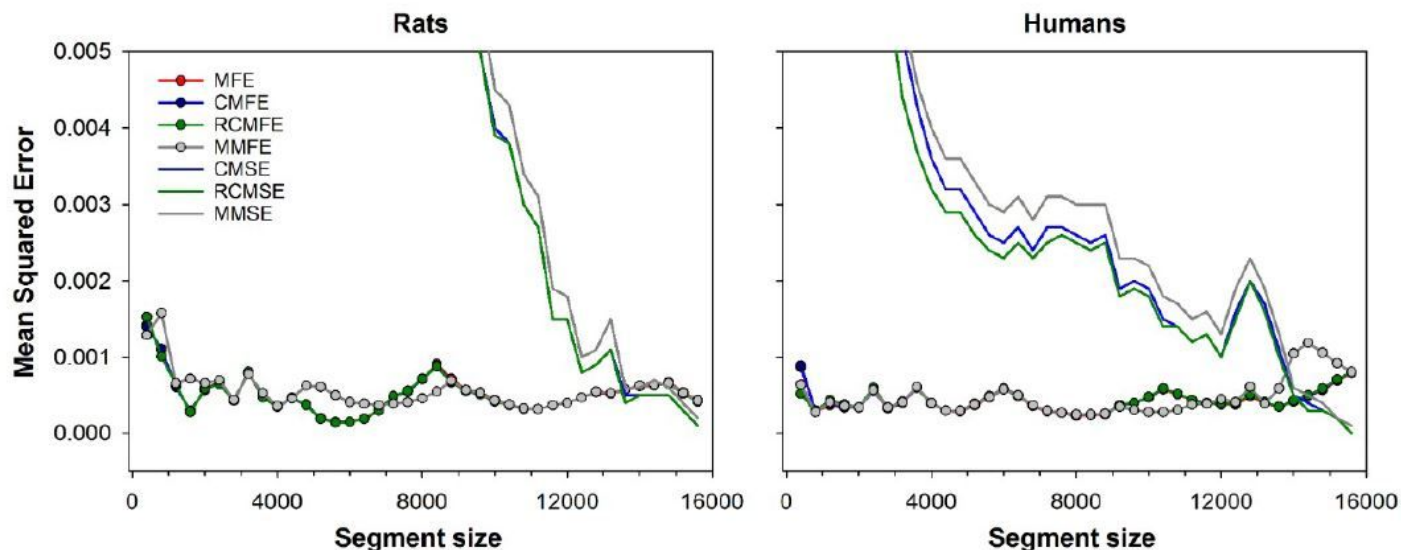 Rats
Humans
0.005
0.004
0.003
0.002
0.001
0.000
Mean Squared Error
MFE
CMFE
RCMFE
MMFE
CMSE
RCMSE
MMSE
0 4000 8000 12000 16000
0 4000 8000 12000 16000
Segment size
Segment size